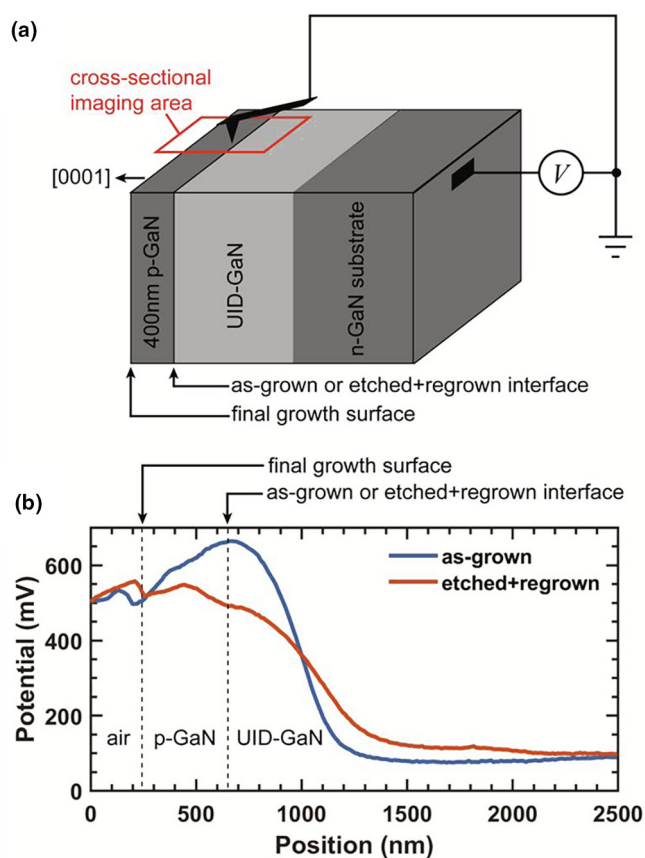 (a)
cross-sectional
imaging area
[0001]
V
400nm p-GaN
UID-GaN
n-GaN substrate
as-grown or etched+regrown interface
final growth surface
final growth surface
(b)
as-grown or etched+regrown interface
as-grown
etched+regrown
Potential (mV)
600
400
200
0
air
p-GaN
UID-GaN
0
500
1000
1500
2000
2500
Position (nm)